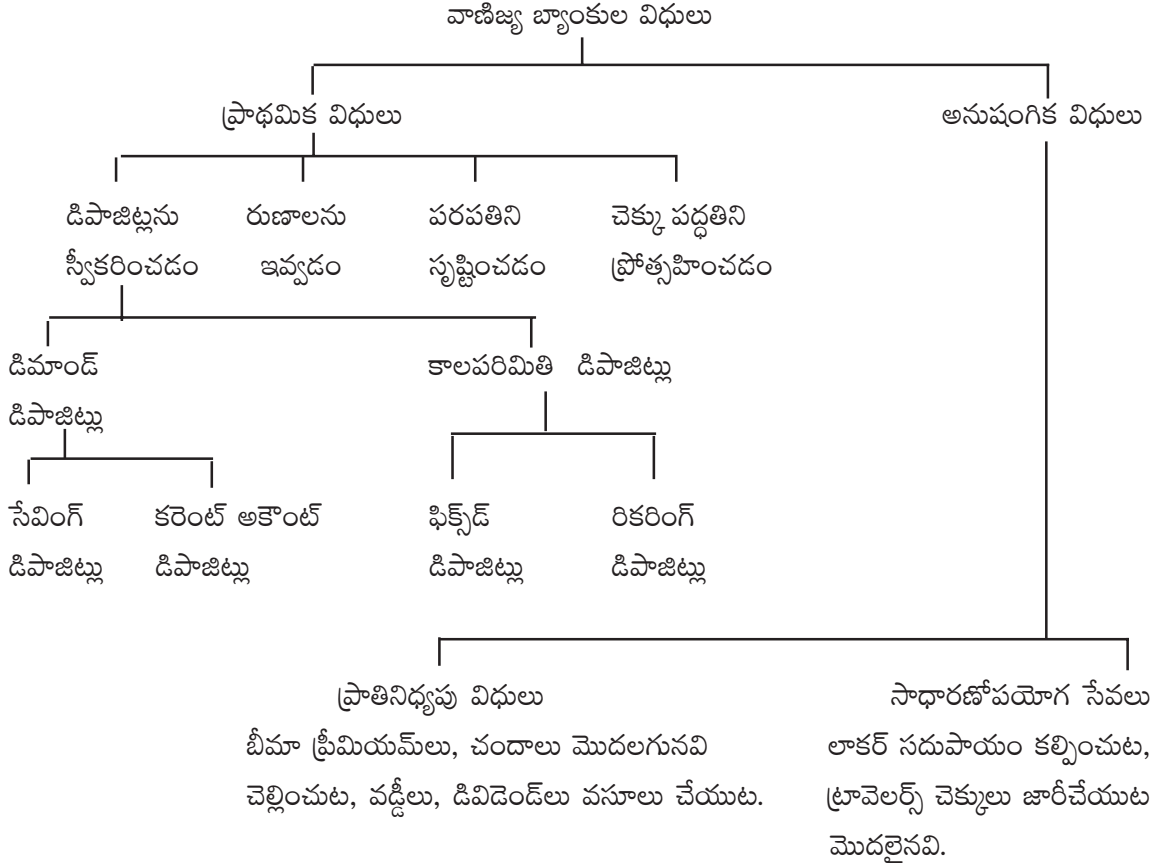 వాణిజ్య బ్యాంకుల విధులు
ప్రాథమిక విధులు
అనుషంగిక విధులు
డిపాజిట్లను
స్వీకరించడం
రుణాలను
ఇవ్వడం
పరపతిని
సృష్టించడం
చెక్కు పద్ధతిని
ప్రోత్సహించడం
డిమాండ్
డిపాజిట్లు
కాలపరిమితి డిపాజిట్లు
సేవింగ్
డిపాజిట్లు
కరెంట్ అకౌంట్
డిపాజిట్లు
ఫిక్స్‌డ్
డిపాజిట్లు
రికరింగ్
డిపాజిట్లు
ప్రాతినిధ్యపు విధులు
బీమా ప్రీమియమ్‌లు, చందాలు మొదలగునవి
చెల్లించుట, వడ్డీలు, డివిడెండ్‌లు వసూలు చేయుట.
సాధారణోపయోగ సేవలు
లాకర్ సదుపాయం కల్పించుట,
ట్రావెలర్స్ చెక్కులు జారీచేయుట
మొదలైనవి.